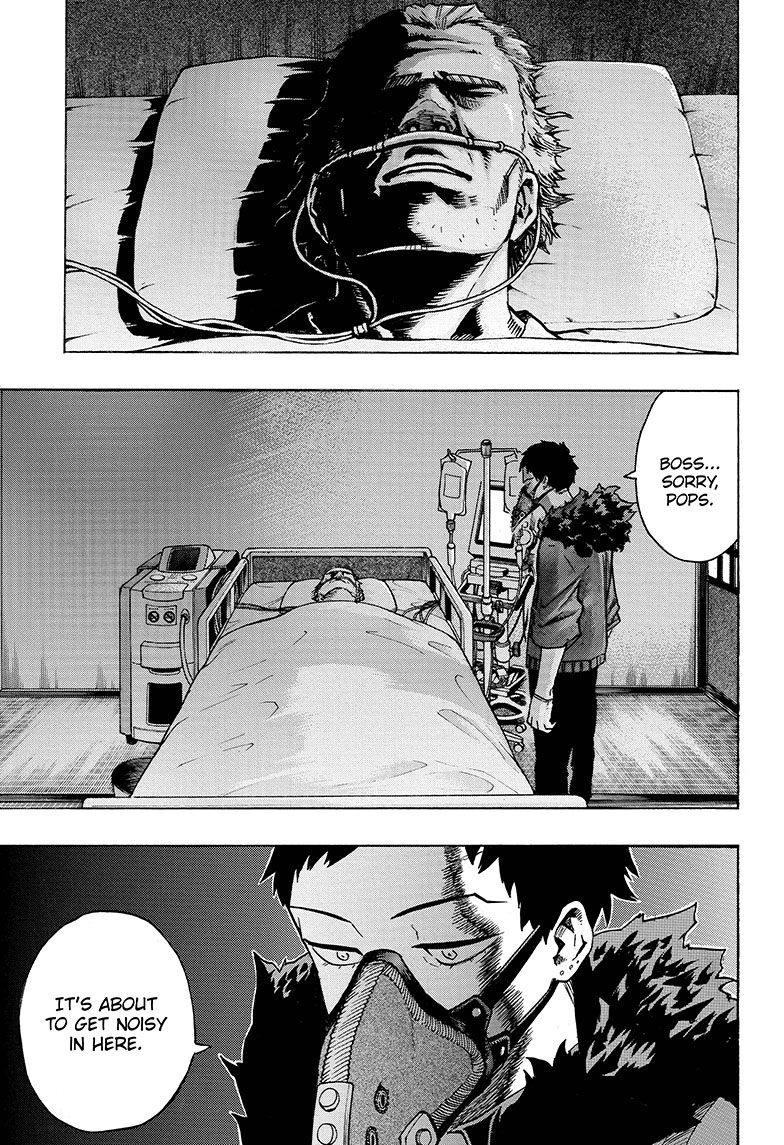 BOSS...
SORRY,
POPS.
IT'S ABOUT
TO GET NOISY
IN HERE.